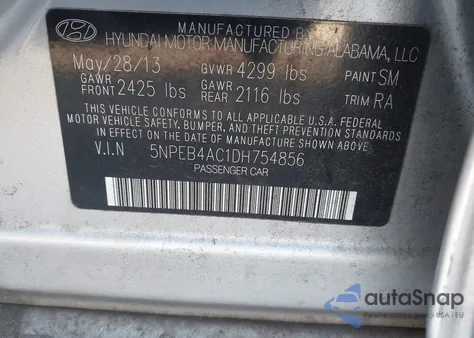 MANUFACTURED BY
HYUNDAI MOTOR MANUFACTURING ALABAMA, LLC
May/28/13 GVWR 4299 lbs PAINT SM
GAWR FRONT 2425 lbs GAWR REAR 2116 lbs TRIM RA
THIS VEHICLE CONFORMS TO ALL APPLICABLE U.S.A. FEDERAL
MOTOR VEHICLE SAFETY, BUMPER, AND THEFT PREVENTION STANDARDS
IN EFFECT ON THE DATE OF MANUFACTURE SHOWN ABOVE.
V.I.N 5NPEB4AC1DH754856
PASSENGER CAR
autoSnap